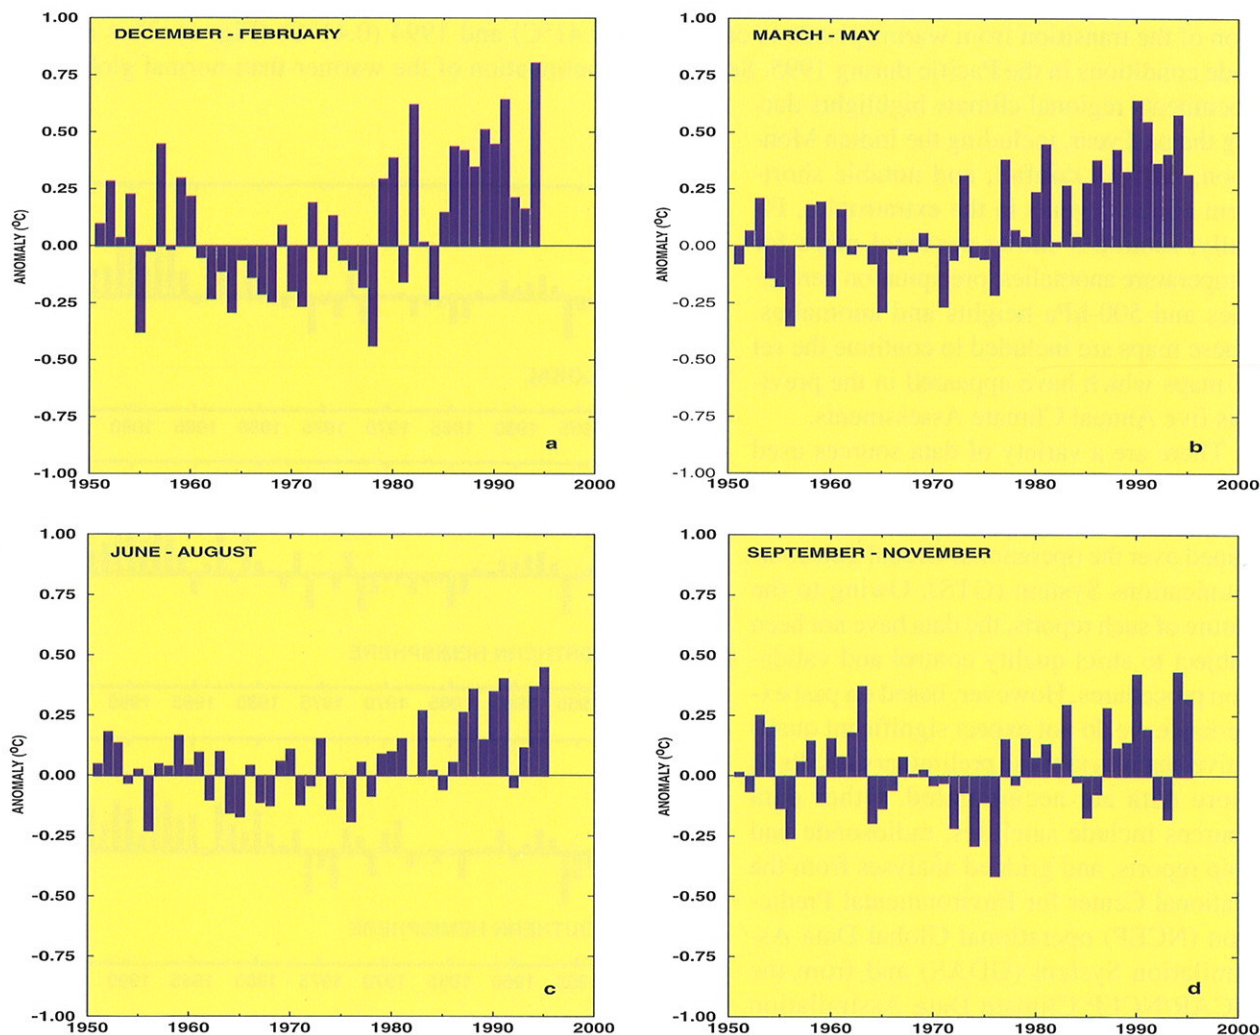 DECEMBER - FEBRUARY
1.00
0.75
0.50
0.25
0.00
-0.25
-0.50
-0.75
-1.00
ANOMALY (°C)
a
1950 1960 1970 1980 1990 2000
MARCH - MAY
1.00
0.75
0.50
0.25
0.00
-0.25
-0.50
-0.75
-1.00
ANOMALY (°C)
b
1950 1960 1970 1980 1990 2000
JUNE - AUGUST
1.00
0.75
0.50
0.25
0.00
-0.25
-0.50
-0.75
-1.00
ANOMALY (°C)
c
1950 1960 1970 1980 1990 2000
SEPTEMBER - NOVEMBER
1.00
0.75
0.50
0.25
0.00
-0.25
-0.50
-0.75
-1.00
ANOMALY (°C)
d
1950 1960 1970 1980 1990 2000